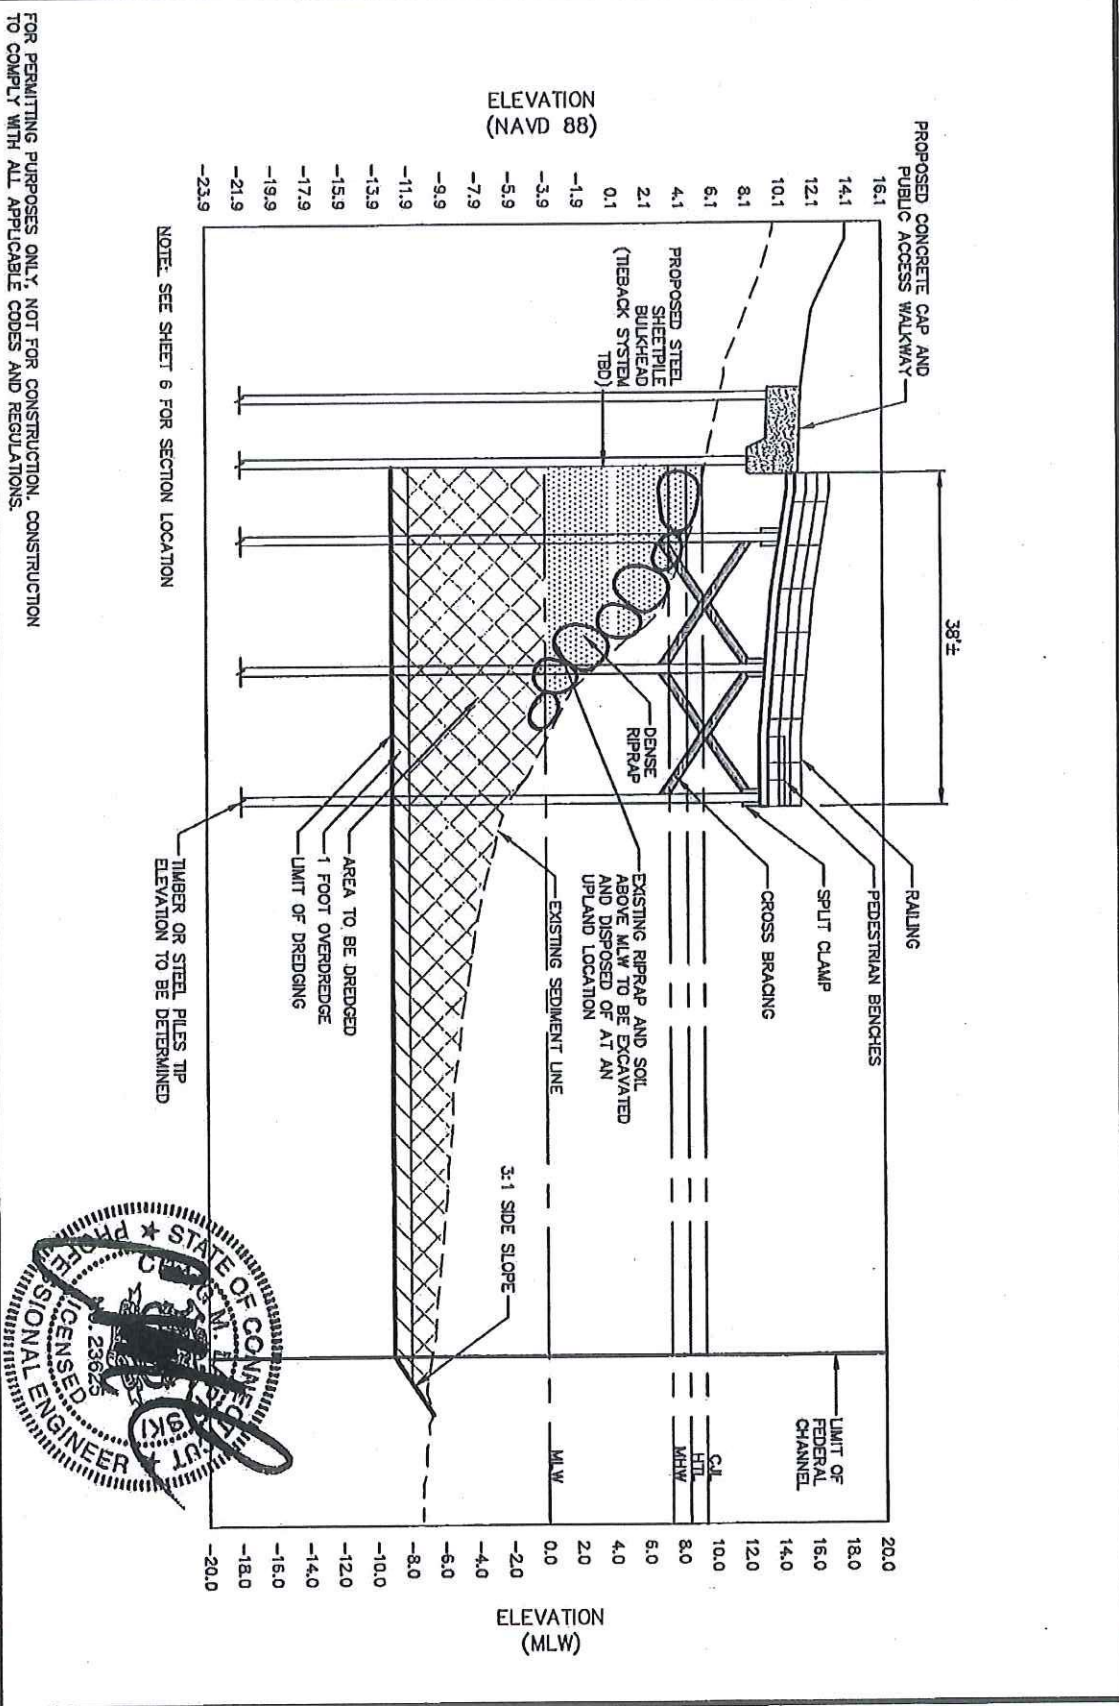 PROPOSED CONCRETE CAP AND
PUBLIC ACCESS WALKWAY
38'±
RAILING
PEDESTRIAN BENCHES
SPLIT CLAMP
CROSS BRACING
LIMIT OF
FEDERAL
CHANNEL
ELEVATION
(NAVD 88)
16.1
14.1
12.1
10.1
8.1
6.1
4.1
2.1
0.1
-1.9
-3.9
-5.9
-7.9
-9.9
-11.9
-13.9
-15.9
-17.9
-19.9
-21.9
-23.9
PROPOSED STEEL
SHEETPILE
BULKHEAD
(TIEBACK SYSTEM
TBD)
DENSE
RIPRAP
EXISTING RIPRAP AND SOIL
ABOVE MLW TO BE EXCAVATED
AND DISPOSED OF AT AN
UPLAND LOCATION
EXISTING SEDIMENT LINE
3:1 SIDE SLOPE
CJL
HTL
MHW
MLW
AREA TO BE DREDGED
1 FOOT OVERDREDGE
LIMIT OF DREDGING
TIMBER OR STEEL PILES TIP
ELEVATION TO BE DETERMINED
20.0
18.0
16.0
14.0
12.0
10.0
8.0
6.0
4.0
2.0
0.0
-2.0
-4.0
-6.0
-8.0
-10.0
-12.0
-14.0
-16.0
-18.0
-20.0
ELEVATION
(MLW)
NOTE: SEE SHEET 6 FOR SECTION LOCATION
FOR PERMITTING PURPOSES ONLY, NOT FOR CONSTRUCTION. CONSTRUCTION
TO COMPLY WITH ALL APPLICABLE CODES AND REGULATIONS.
STATE OF CONNECTICUT
M.
23625
LICENSED
PROFESSIONAL ENGINEER